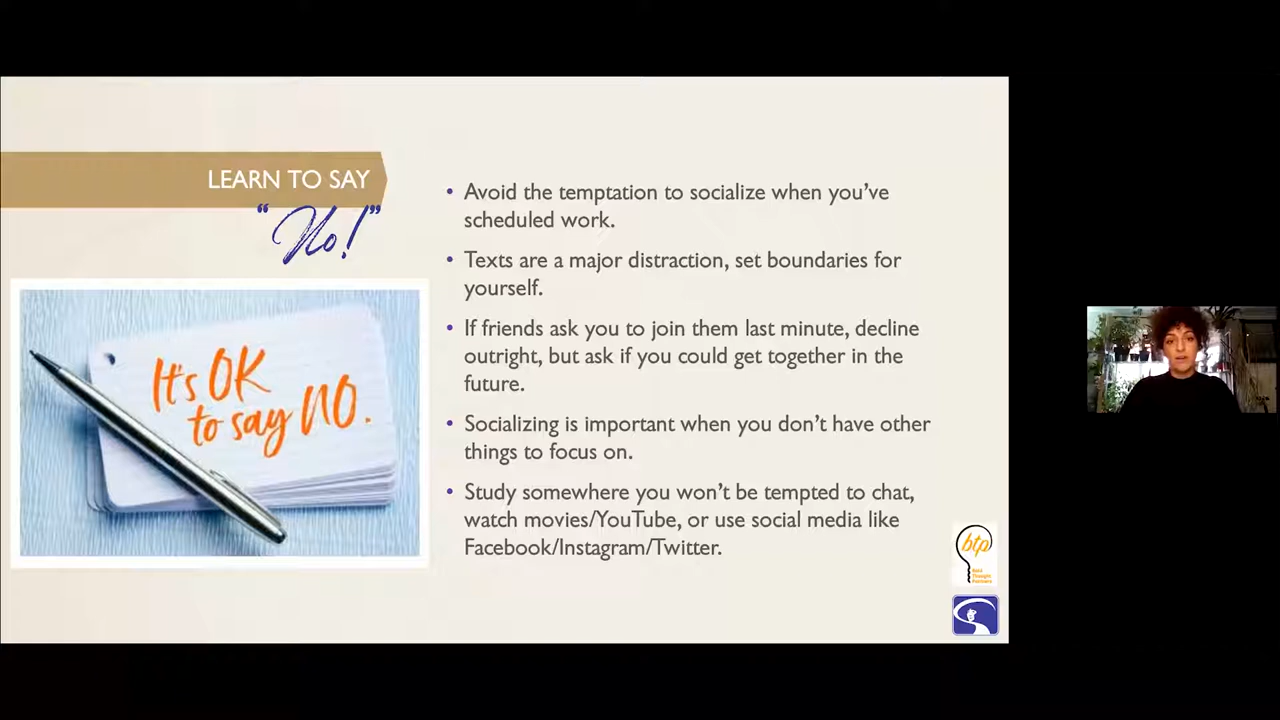 LEARN TO SAY
“No!”
It's OK
to say NO.
• Avoid the temptation to socialize when you’ve
scheduled work.
• Texts are a major distraction, set boundaries for
yourself.
• If friends ask you to join them last minute, decline
outright, but ask if you could get together in the
future.
• Socializing is important when you don’t have other
things to focus on.
• Study somewhere you won’t be tempted to chat,
watch movies/YouTube, or use social media like
Facebook/Instagram/Twitter.
btp
Thought
Partners